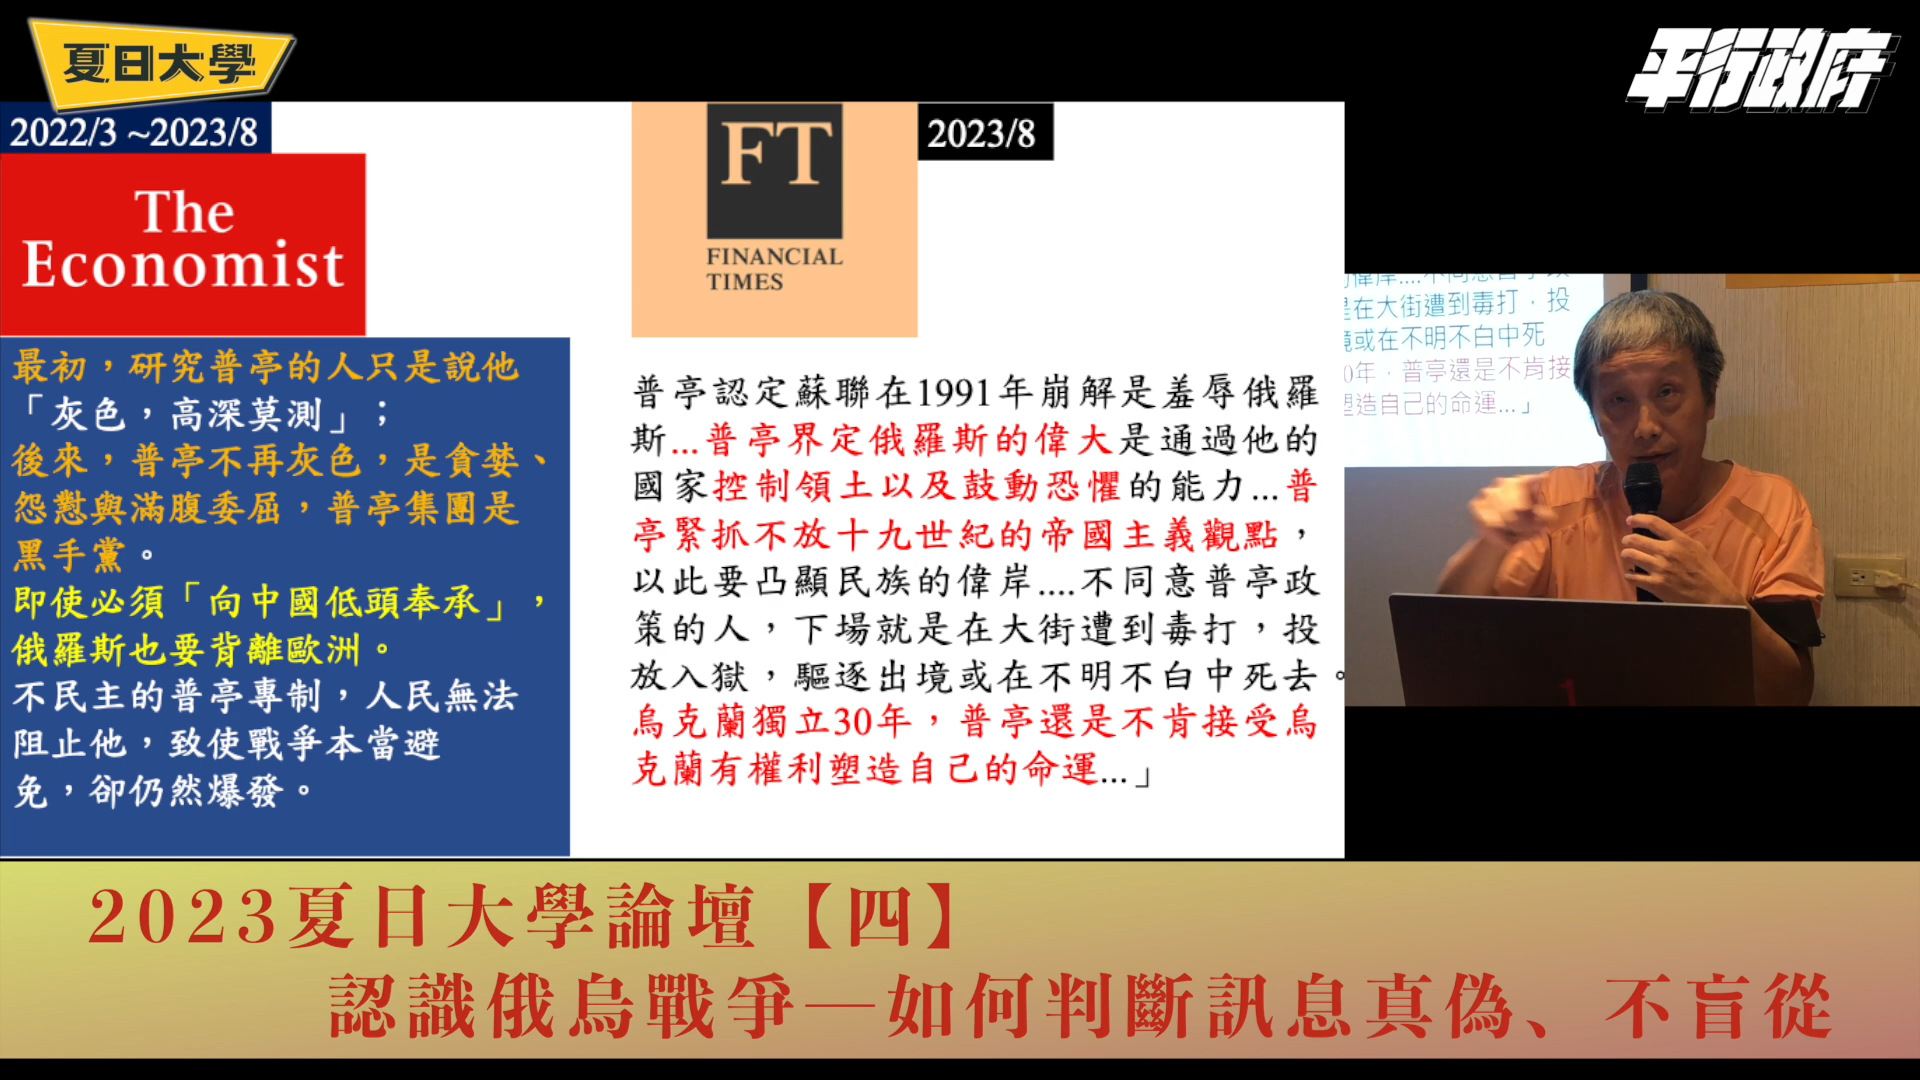 夏日大學
平行政府
2022/3 ~2023/8
The
Economist
最初，研究普亭的人只是說他
「灰色，高深莫測」；
後來，普亭不再灰色，是貪婪、
怨懟與滿腹委屈，普亭集團是
黑手黨。
即使必須「向中國低頭奉承」，
俄羅斯也要背離歐洲。
不民主的普亭專制，人民無法
阻止他，致使戰爭本當避
免，卻仍然爆發。
FT
FINANCIAL
TIMES
2023/8
普亭認定蘇聯在1991年崩解是羞辱俄羅
斯...普亭界定俄羅斯的偉大是通過他的
國家控制領土以及鼓動恐懼的能力...普
亭緊抓不放十九世紀的帝國主義觀點，
以此要凸顯民族的偉岸....不同意普亭政
策的人，下場就是在大街遭到毒打，投
放入獄，驅逐出境或在不明不白中死去。
烏克蘭獨立30年，普亭還是不肯接受烏
克蘭有權利塑造自己的命運...」
在大街遭到毒打，投
境或在不明不白中死
0年，普亭還是不肯接
塑造自己的命運...」
2023夏日大學論壇【四】
認識俄烏戰爭—如何判斷訊息真偽、不盲從